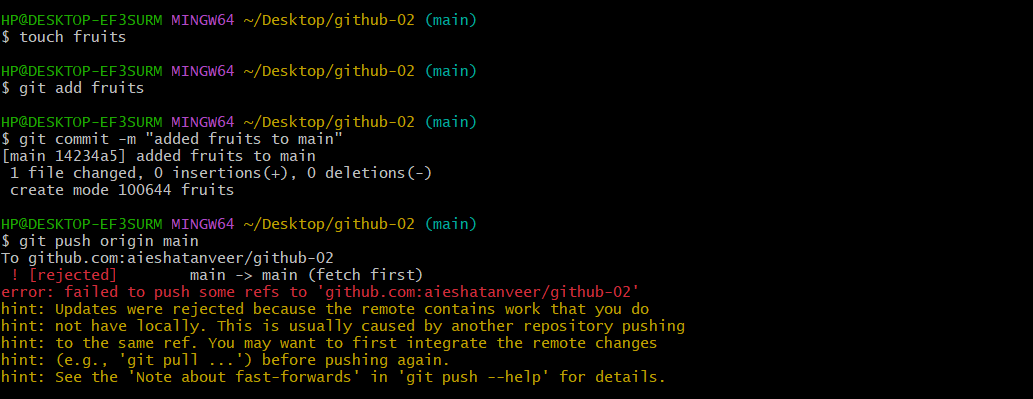 HP@DESKTOP-EF3SURM MINGW64 ~/Desktop/github-02 (main)
$ touch fruits
HP@DESKTOP-EF3SURM MINGW64 ~/Desktop/github-02 (main)
$ git add fruits
HP@DESKTOP-EF3SURM MINGW64 ~/Desktop/github-02 (main)
$ git commit -m "added fruits to main"
[main 14234a5] added fruits to main
 1 file changed, 0 insertions(+), 0 deletions(-)
 create mode 100644 fruits
HP@DESKTOP-EF3SURM MINGW64 ~/Desktop/github-02 (main)
$ git push origin main
To github.com:aieshatanveer/github-02
 ! [rejected]        main -> main (fetch first)
error: failed to push some refs to 'github.com:aieshatanveer/github-02'
hint: Updates were rejected because the remote contains work that you do
hint: not have locally. This is usually caused by another repository pushing
hint: to the same ref. You may want to first integrate the remote changes
hint: (e.g., 'git pull ...') before pushing again.
hint: See the 'Note about fast-forwards' in 'git push --help' for details.